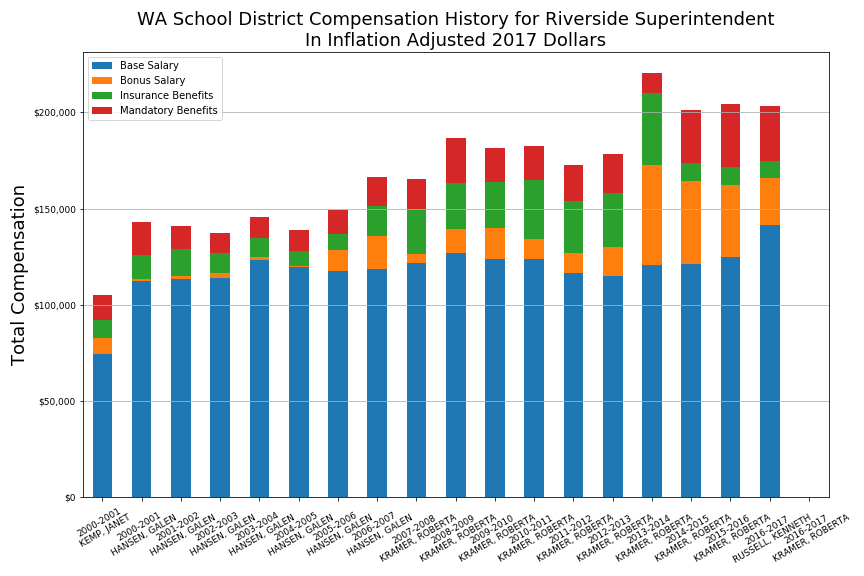 WA School District Compensation History for Riverside Superintendent
In Inflation Adjusted 2017 Dollars
Base Salary
Bonus Salary
Insurance Benefits
Mandatory Benefits
Total Compensation
$200,000
$150,000
$100,000
$50,000
$0
2000-2001
KEMP, JANET
2000-2001
HANSEN, GALEN
2001-2002
HANSEN, GALEN
2002-2003
HANSEN, GALEN
2003-2004
HANSEN, GALEN
2004-2005
HANSEN, GALEN
2005-2006
HANSEN, GALEN
2006-2007
HANSEN, GALEN
2007-2008
KRAMER, ROBERTA
2008-2009
KRAMER, ROBERTA
2009-2010
KRAMER, ROBERTA
2010-2011
KRAMER, ROBERTA
2011-2012
KRAMER, ROBERTA
2012-2013
KRAMER, ROBERTA
2013-2014
KRAMER, ROBERTA
2014-2015
KRAMER, ROBERTA
2015-2016
KRAMER, ROBERTA
2016-2017
RUSSELL, KENNETH
2016-2017
KRAMER, ROBERTA